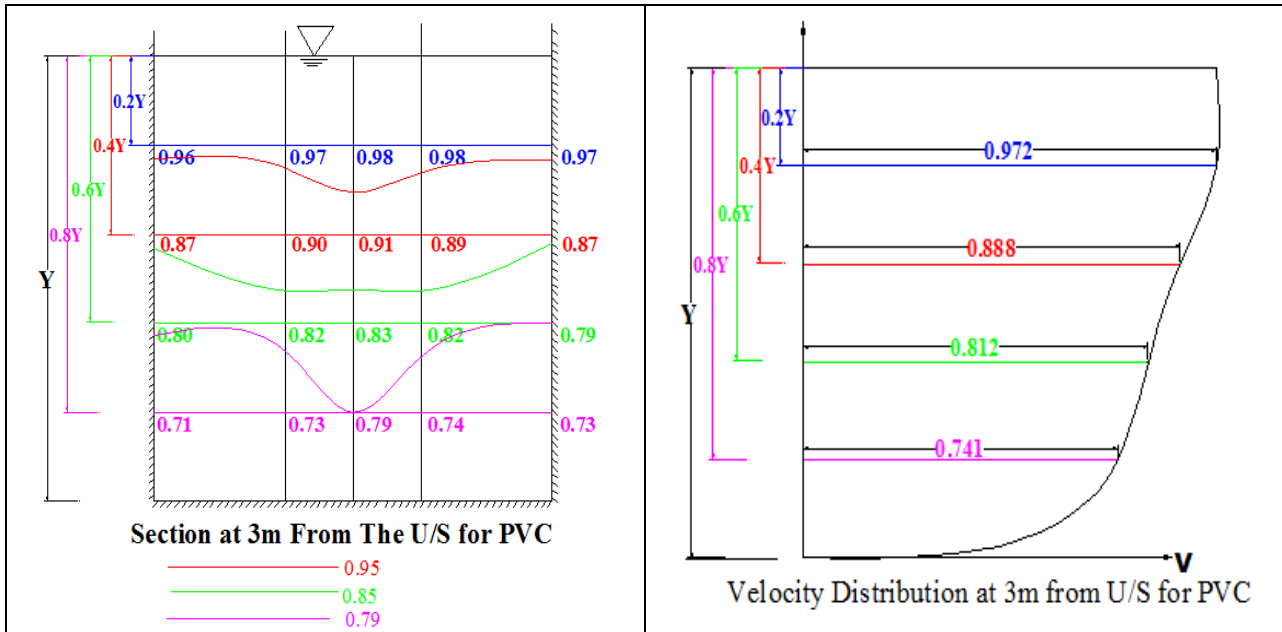 0.2Y
0.4Y
0.6Y
0.8Y
Y
0.96 0.97 0.98 0.98 0.97
0.87 0.90 0.91 0.89 0.87
0.80 0.82 0.83 0.82 0.79
0.71 0.73 0.79 0.74 0.73
Section at 3m From The U/S for PVC
0.95
0.85
0.79
0.2Y
0.4Y
0.6Y
0.8Y
Y
0.972
0.888
0.812
0.741
V
Velocity Distribution at 3m from U/S for PVC